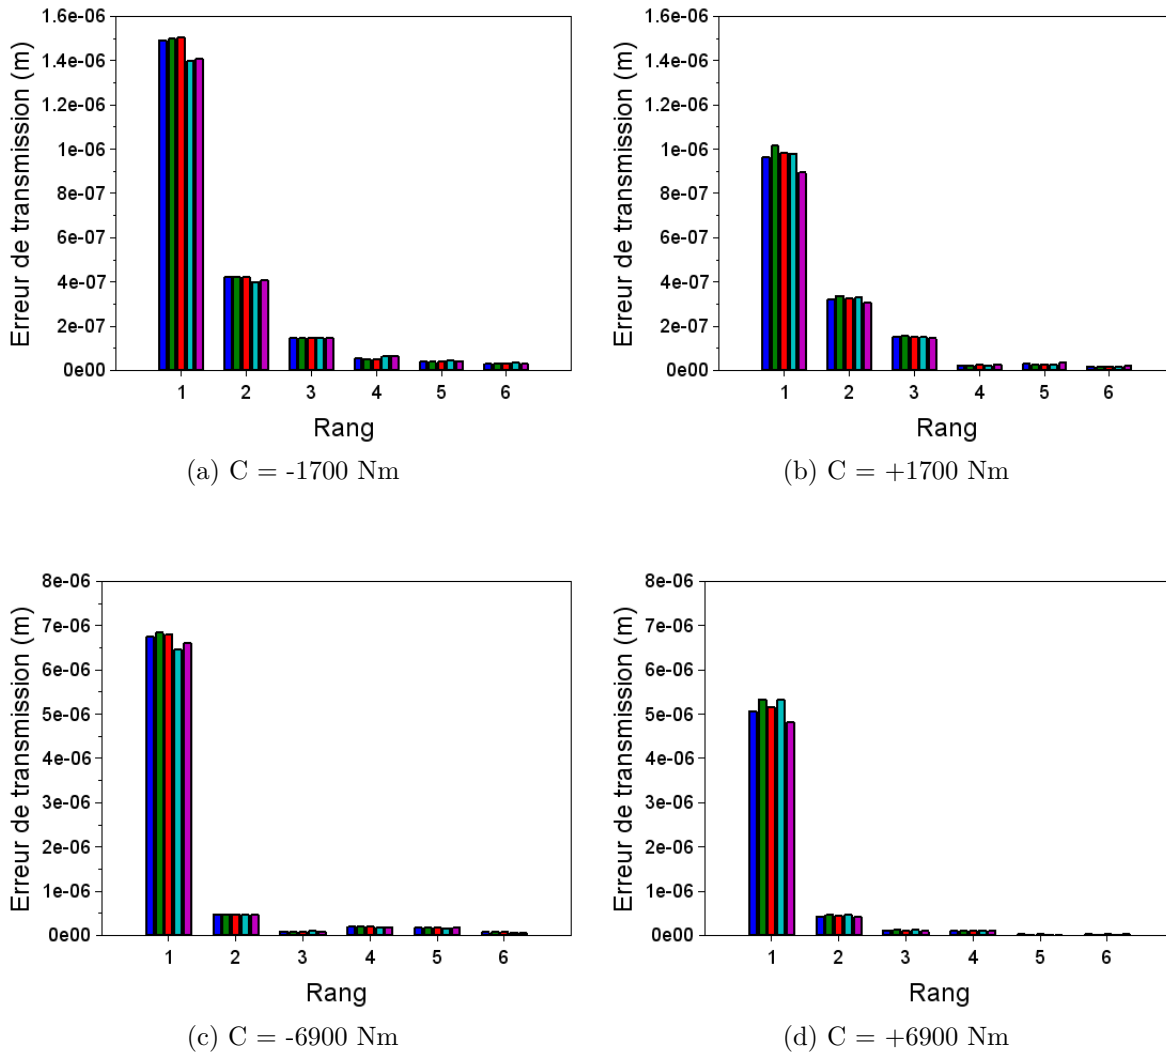 Erreur de transmission (m)
1.6e-06
1.4e-06
1.2e-06
1e-06
8e-07
6e-07
4e-07
2e-07
0e00
1 2 3 4 5 6
Rang
(a) C = -1700 Nm
Erreur de transmission (m)
1.6e-06
1.4e-06
1.2e-06
1e-06
8e-07
6e-07
4e-07
2e-07
0e00
1 2 3 4 5 6
Rang
(b) C = +1700 Nm
Erreur de transmission (m)
8e-06
7e-06
6e-06
5e-06
4e-06
3e-06
2e-06
1e-06
0e00
1 2 3 4 5 6
Rang
(c) C = -6900 Nm
Erreur de transmission (m)
8e-06
7e-06
6e-06
5e-06
4e-06
3e-06
2e-06
1e-06
0e00
1 2 3 4 5 6
Rang
(d) C = +6900 Nm